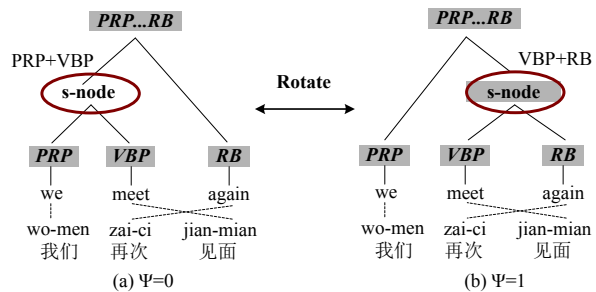 PRP...RB
PRP+VBP
s-node
PRP VBP RB
we meet again
wo-men zai-ci jian-mian
我们 再次 见面
(a) Ψ=0
Rotate
PRP...RB
VBP+RB
s-node
PRP VBP RB
we meet again
wo-men zai-ci jian-mian
我们 再次 见面
(b) Ψ=1